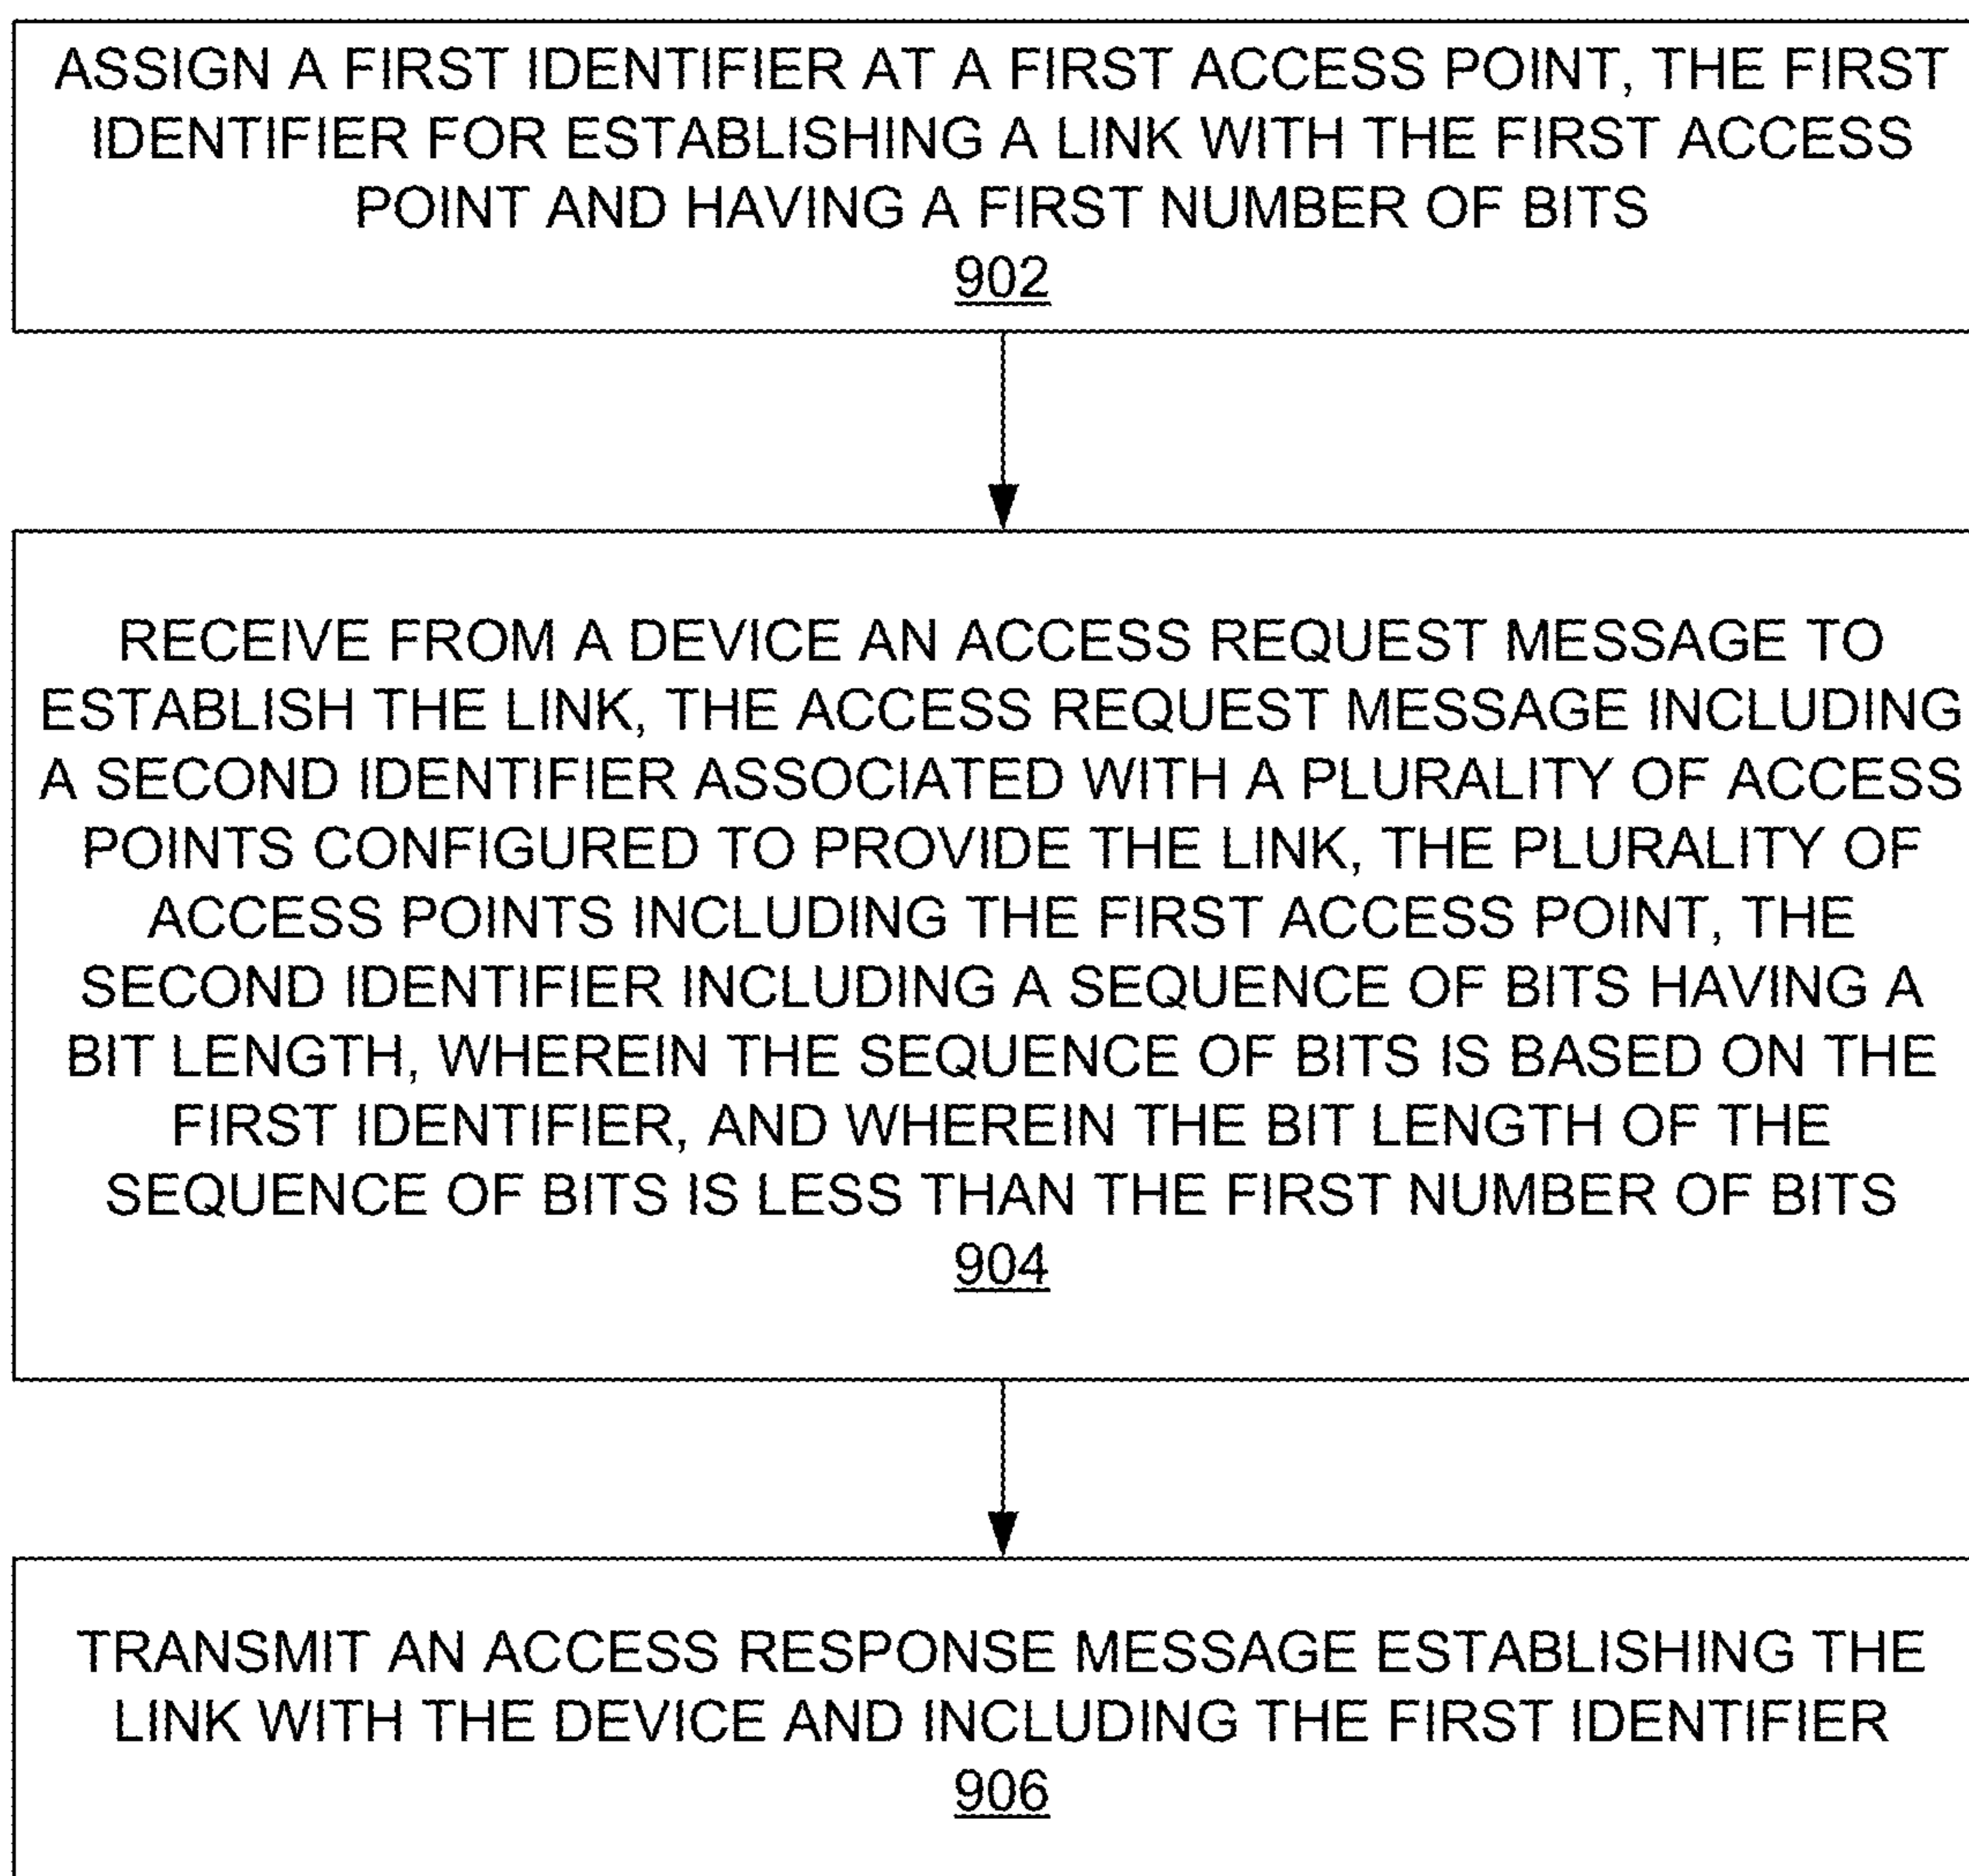 ASSIGN A FIRST IDENTIFIER AT A FIRST ACCESS POINT, THE FIRST
IDENTIFIER FOR ESTABLISHING A LINK WITH THE FIRST ACCESS
POINT AND HAVING A FIRST NUMBER OF BITS
902
RECEIVE FROM A DEVICE AN ACCESS REQUEST MESSAGE TO
ESTABLISH THE LINK, THE ACCESS REQUEST MESSAGE INCLUDING
A SECOND IDENTIFIER ASSOCIATED WITH A PLURALITY OF ACCESS
POINTS CONFIGURED TO PROVIDE THE LINK, THE PLURALITY OF
ACCESS POINTS INCLUDING THE FIRST ACCESS POINT, THE
SECOND IDENTIFIER INCLUDING A SEQUENCE OF BITS HAVING A
BIT LENGTH, WHEREIN THE SEQUENCE OF BITS IS BASED ON THE
FIRST IDENTIFIER, AND WHEREIN THE BIT LENGTH OF THE
SEQUENCE OF BITS IS LESS THAN THE FIRST NUMBER OF BITS
904
TRANSMIT AN ACCESS RESPONSE MESSAGE ESTABLISHING THE
LINK WITH THE DEVICE AND INCLUDING THE FIRST IDENTIFIER
906